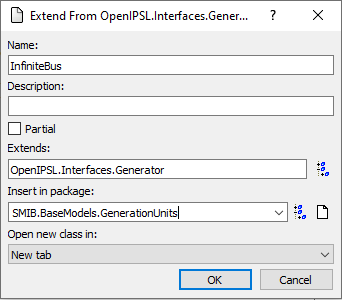 Extend From OpenIPSL.Interfaces.Gener...
Name:
InfiniteBus
Description:
Partial
Extends:
OpenIPSL.Interfaces.Generator
Insert in package:
SMIB.BaseModels.GenerationUnits
Open new class in:
New tab
OK
Cancel